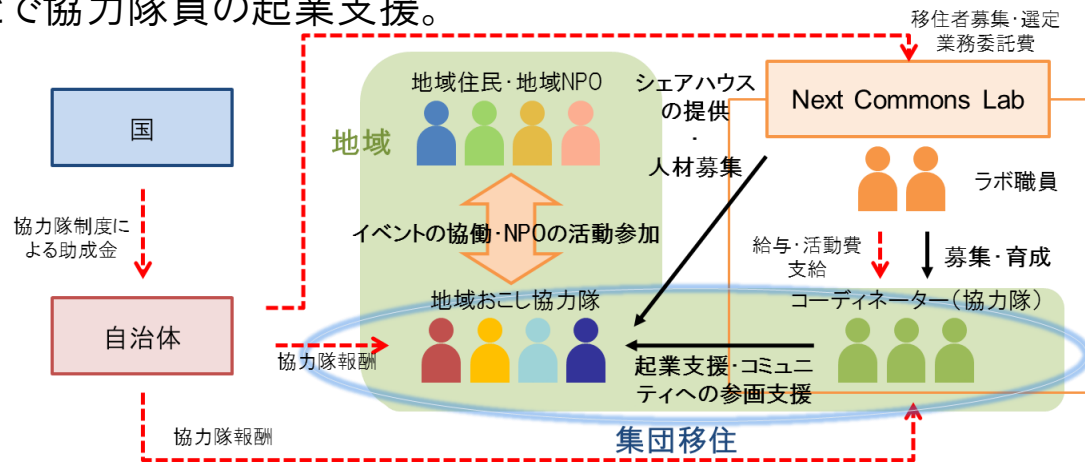 で協力隊員の起業支援。
移住者募集・選定
業務委託費
国
地域住民・地域NPO
シェアハウス
の提供
・
人材募集
Next Commons Lab
地域
ラボ職員
協力隊制度に
よる助成金
イベントの協働・NPOの活動参加
給与・活動費
支給
募集・育成
自治体
地域おこし協力隊
コーディネーター（協力隊）
協力隊報酬
起業支援・コミュニ
ティへの参画支援
協力隊報酬
集団移住